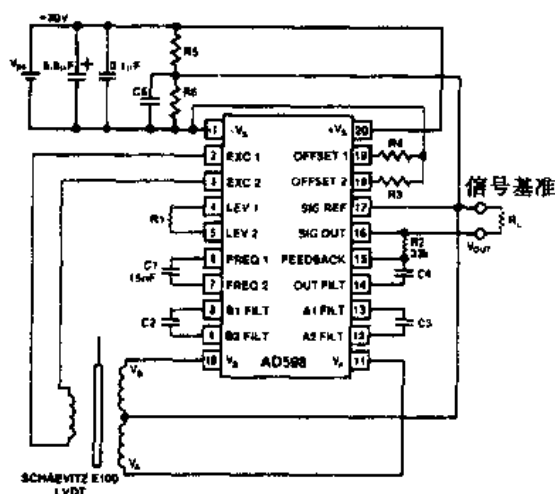 +30V
R5
6.8μF
+
0.1μF
C5
R6
1
-VS
+VS
20
2
EXC 1
OFFSET 1
19
R4
3
EXC 2
OFFSET 2
18
R3
信号基准
4
LEV 1
SIG REF
17
R1
RL
5
LEV 2
SIG OUT
16
VOUT
R2
33k
6
FREQ 1
FEEDBACK
15
C1
15nF
C4
7
FREQ 2
OUT FILT
14
8
B1 FILT
A1 FILT
13
C2
C3
9
B2 FILT
A2 FILT
12
10
VB
AD598
VA
11
VB
VA
SCHAEVITZ E100
LVDT